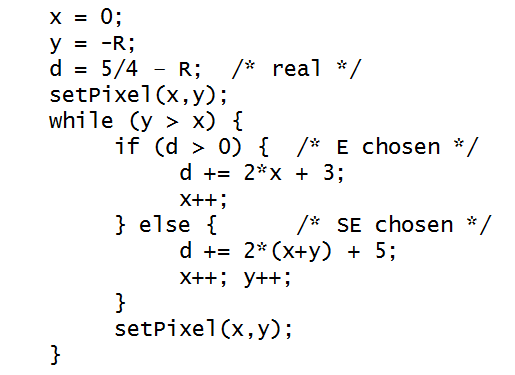 x = 0;
y = -R;
d = 5/4 – R;  /* real */
setPixel(x,y);
while (y > x) {
     if (d > 0) {  /* E chosen */
          d += 2*x + 3;
          x++;
     } else {      /* SE chosen */
          d += 2*(x+y) + 5;
          x++; y++;
     }
     setPixel(x,y);
}